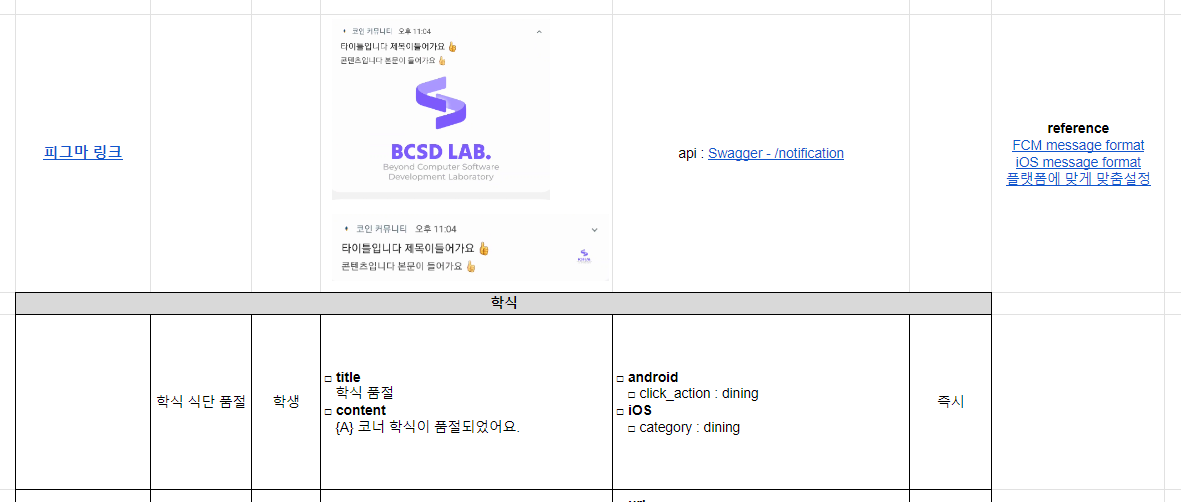 코인 커뮤니티 오후 11:04
타이틀입니다 제목이들어가요 👍
콘텐츠입니다 본문이 들어가요 👍
BCSD LAB.
Beyond Computer Software
Development Laboratory
피그마 링크
api : Swagger - /notification
reference
FCM message format
iOS message format
플랫폼에 맞게 맞춤설정
코인 커뮤니티 오후 11:04
타이틀입니다 제목이들어가요 👍
콘텐츠입니다 본문이 들어가요 👍
학식
학식 식단 품절
학생
□ title
학식 품절
□ content
{A} 코너 학식이 품절되었어요.
□ android
□ click_action : dining
□ iOS
□ category : dining
즉시